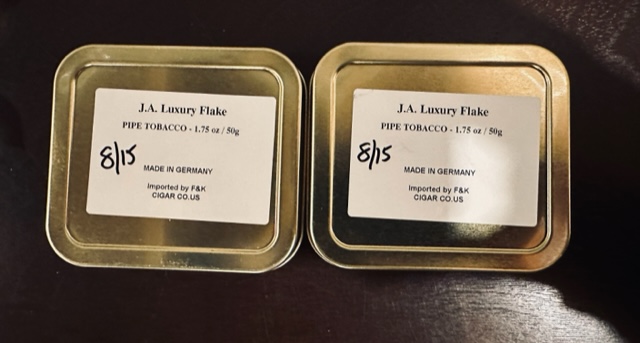 J.A. Luxury Flake
PIPE TOBACCO - 1.75 oz / 50g
8/15
MADE IN GERMANY
Imported by F&K
CIGAR CO.US
J.A. Luxury Flake
PIPE TOBACCO - 1.75 oz / 50g
8/15
MADE IN GERMANY
Imported by F&K
CIGAR CO.US